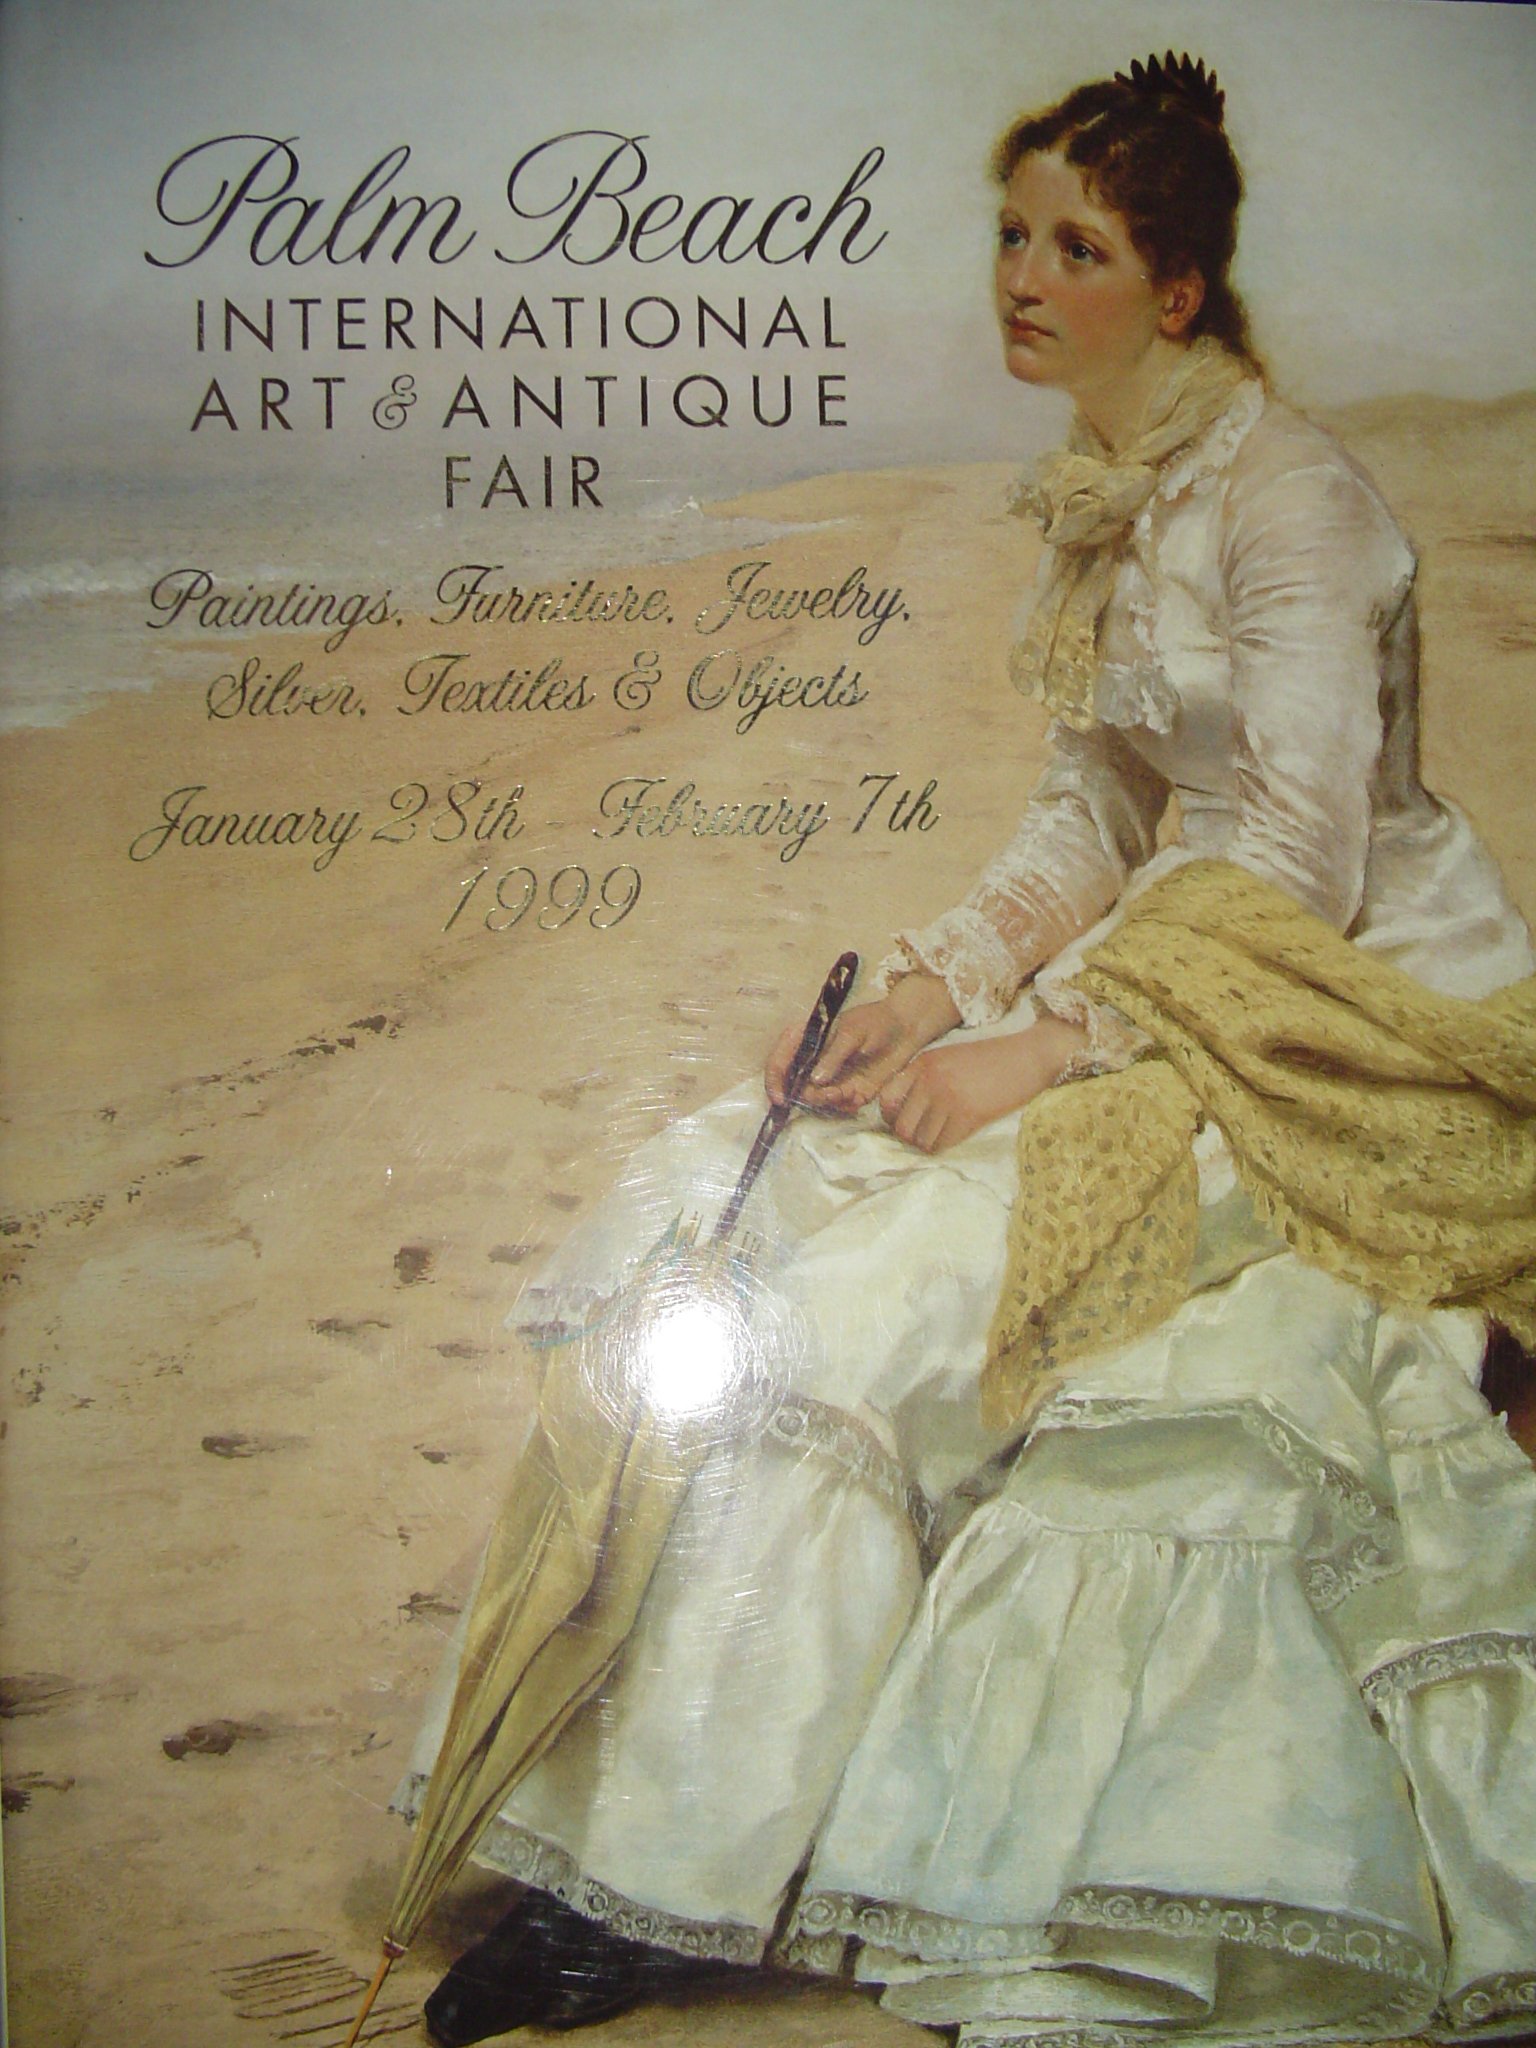 Palm Beach
INTERNATIONAL
ART & ANTIQUE
FAIR
Paintings, Furniture, Jewelry,
Silver, Textiles & Objects
January 28th - February 7th
1999